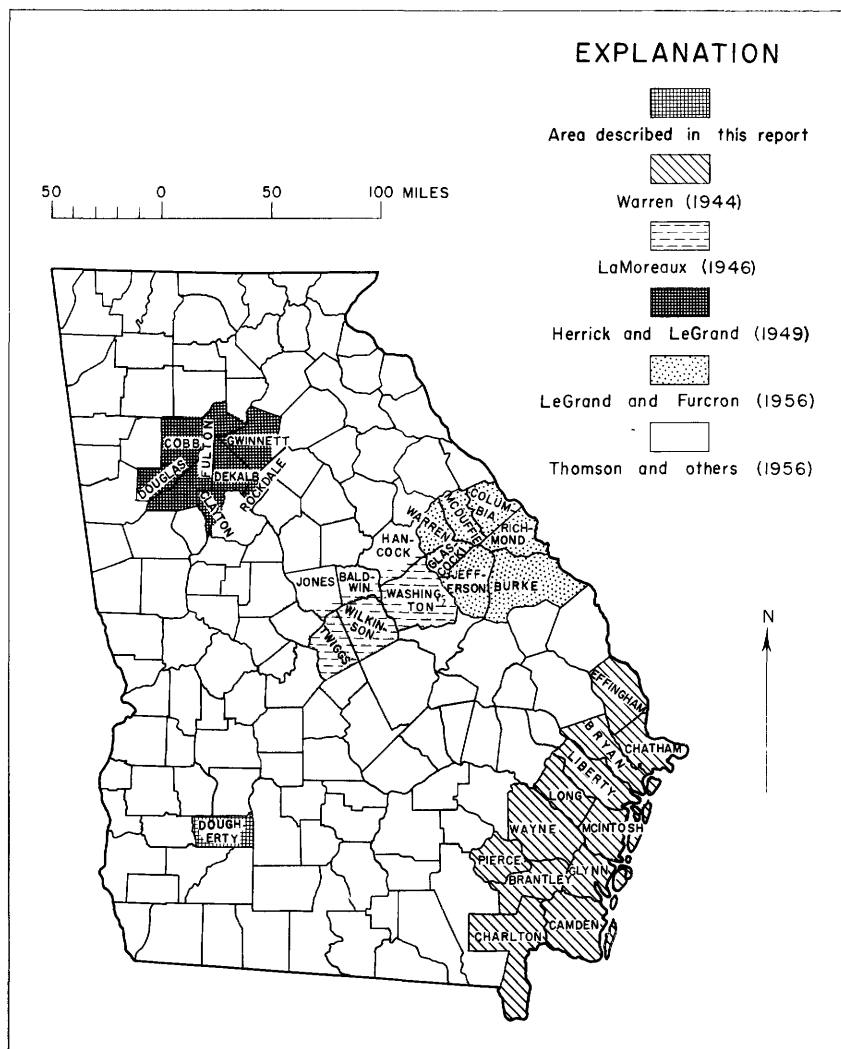 EXPLANATION
Area described in this report
Warren (1944)
LaMoreaux (1946)
Herrick and LeGrand (1949)
LeGrand and Furcron (1956)
Thomson and others (1956)
50 0 50 100 MILES
COBB
FULTON
GWINNETT
DOUGLAS
DEKALB
ROCKDALE
CLAYTON
HAN-
COCK
WARREN
MCDUFFIE
COLUM-
BIA
RICH-
MOND
GLAS-
COCK
JEFF-
ERSON
BURKE
JONES
BALD-
WIN
WASHING-
TON
WILKIN-
SON
TWIGGS
N
EFFINGHAM
BRYAN
CHATHAM
LIBERTY
LONG
WAYNE
MCINTOSH
PIERCE
BRANTLEY
GLYNN
CHARLTON
CAMDEN
DOUGH-
ERTY